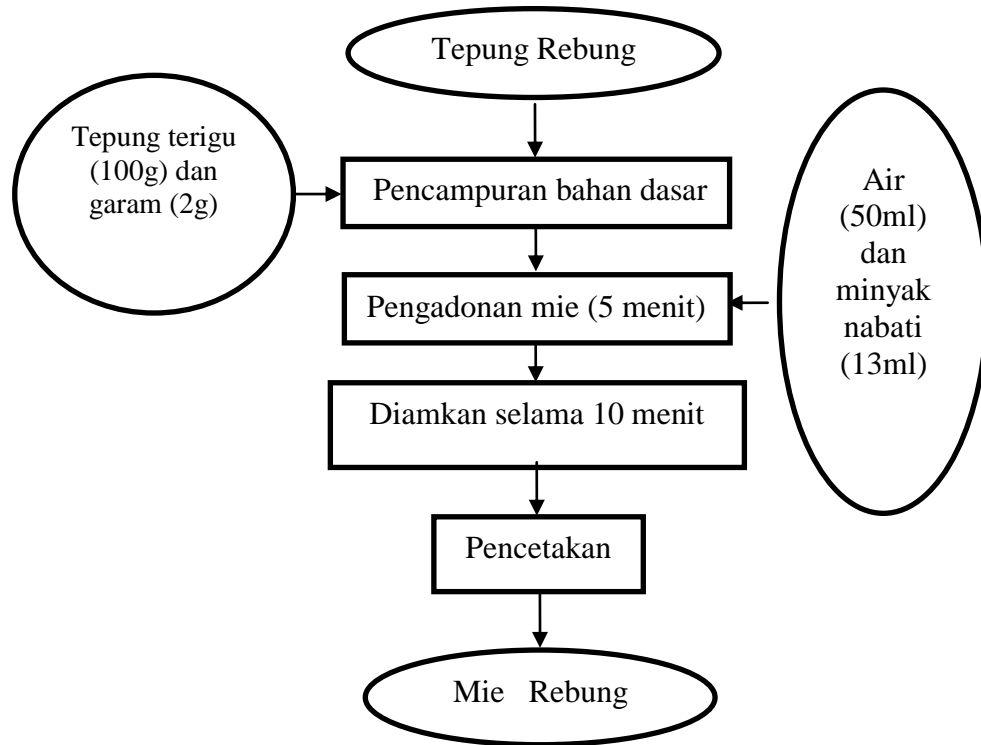 Tepung Rebung
Tepung terigu
(100g) dan
garam (2g)
Pencampuran bahan dasar
Pengadonan mie (5 menit)
Air
(50ml)
dan
minyak
nabati
(13ml)
Diamkan selama 10 menit
Pencetakan
Mie Rebung